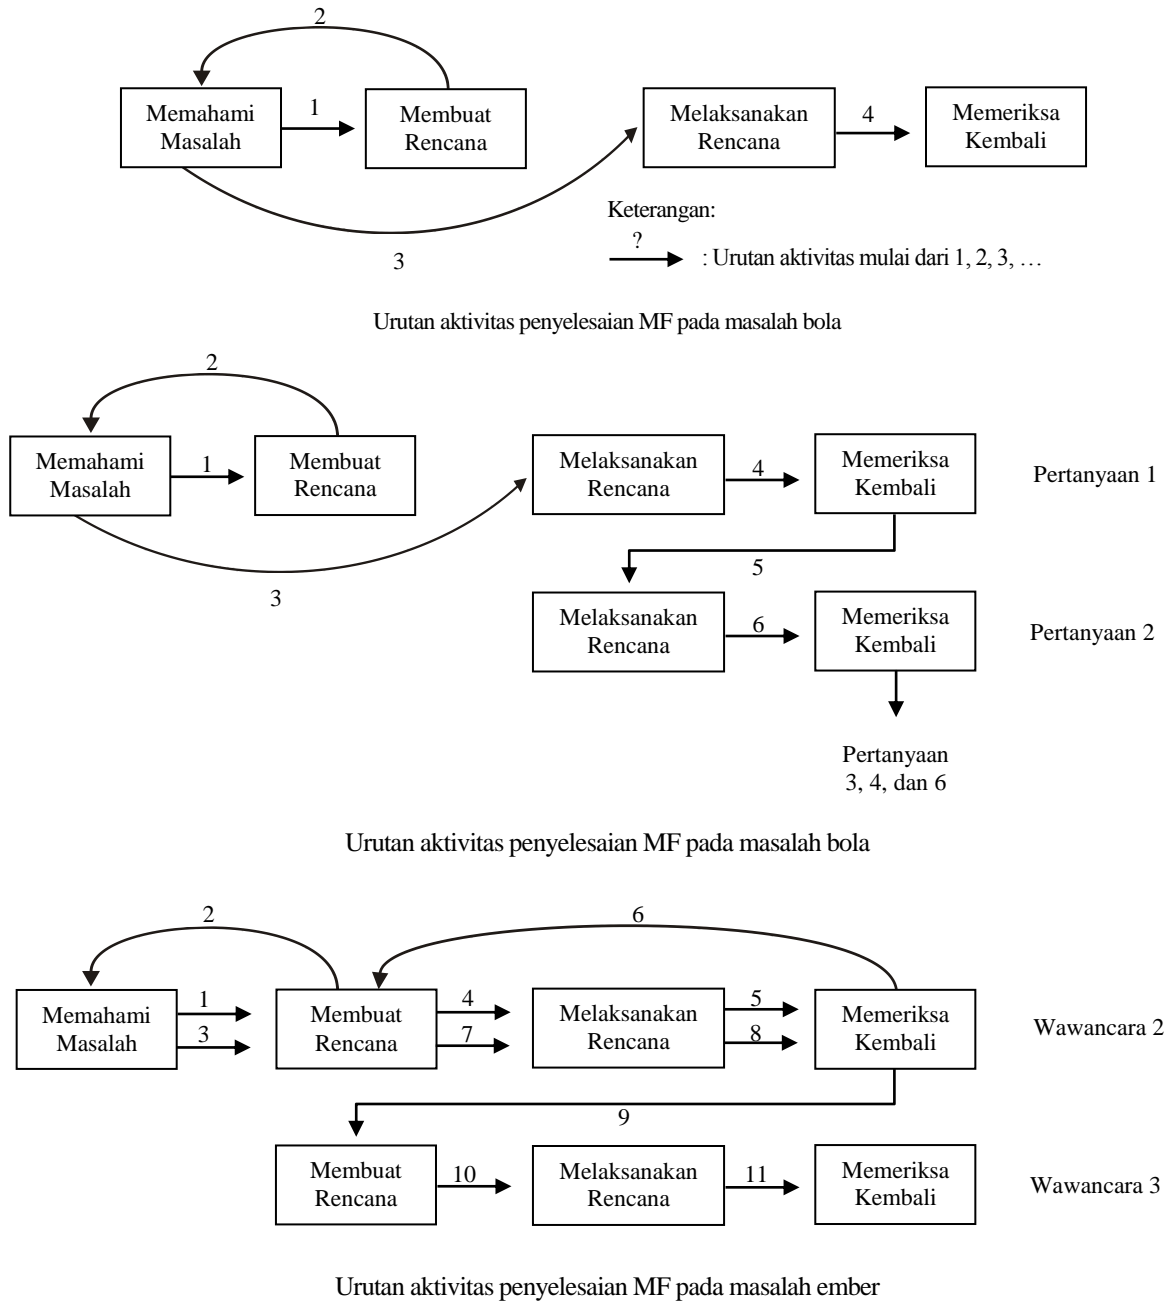 2
Memahami
Masalah
1
Membuat
Rencana
Melaksanakan
Rencana
4
Memeriksa
Kembali
3
Keterangan:
?
: Urutan aktivitas mulai dari 1, 2, 3, …
Urutan aktivitas penyelesaian MF pada masalah bola
2
Memahami
Masalah
1
Membuat
Rencana
Melaksanakan
Rencana
4
Memeriksa
Kembali
Pertanyaan 1
3
5
Melaksanakan
Rencana
6
Memeriksa
Kembali
Pertanyaan 2
Pertanyaan
3, 4, dan 6
Urutan aktivitas penyelesaian MF pada masalah bola
2
6
Memahami
Masalah
1
3
Membuat
Rencana
4
7
Melaksanakan
Rencana
5
8
Memeriksa
Kembali
Wawancara 2
9
Membuat
Rencana
10
Melaksanakan
Rencana
11
Memeriksa
Kembali
Wawancara 3
Urutan aktivitas penyelesaian MF pada masalah ember